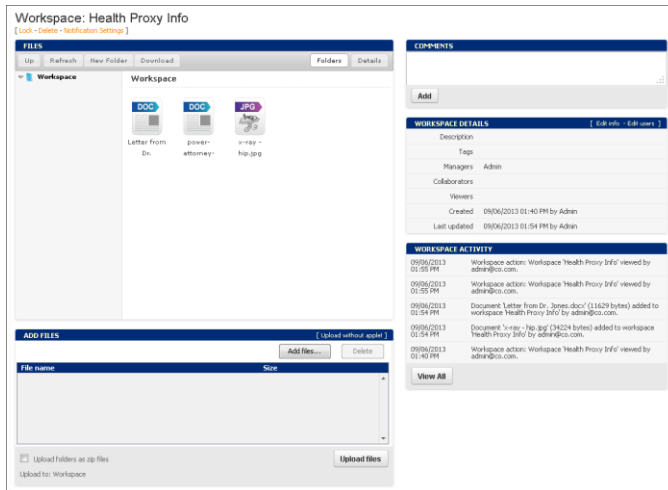 Workspace: Health Proxy Info
[ Lock - Delete - Notification Settings ]
FILES
Up Refresh New Folder Download Folders Details
Workspace
Workspace
DOC DOC JPG
Letter from Dr.
power-attorney-
x-ray - hip.jpg
ADD FILES [ Upload without applet ]
Add files... Delete
File name Size
Upload folders as zip files
Upload files
Upload to: Workspace
COMMENTS
Add
WORKSPACE DETAILS [ Edit info - Edit users ]
Description
Tags
Managers Admin
Collaborators
Viewers
Created 09/06/2013 01:40 PM by Admin
Last updated 09/06/2013 01:54 PM by Admin
WORKSPACE ACTIVITY
09/06/2013 Workspace action: Workspace 'Health Proxy Info' viewed by
01:55 PM admin@co.com.
09/06/2013 Workspace action: Workspace 'Health Proxy Info' viewed by
01:55 PM admin@co.com.
09/06/2013 Document 'Letter from Dr. Jones.docx' (11629 bytes) added to
01:54 PM workspace 'Health Proxy Info' by admin@co.com.
09/06/2013 Document 'x-ray - hip.jpg' (34224 bytes) added to workspace
01:54 PM 'Health Proxy Info' by admin@co.com.
09/06/2013 Workspace action: Workspace 'Health Proxy Info' viewed by
01:40 PM admin@co.com.
View All